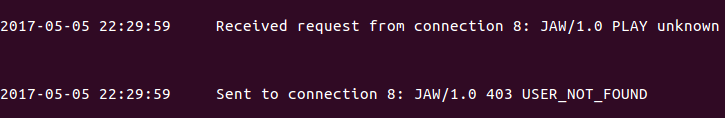 2017-05-05 22:29:59 Received request from connection 8: JAW/1.0 PLAY unknown
2017-05-05 22:29:59 Sent to connection 8: JAW/1.0 403 USER_NOT_FOUND